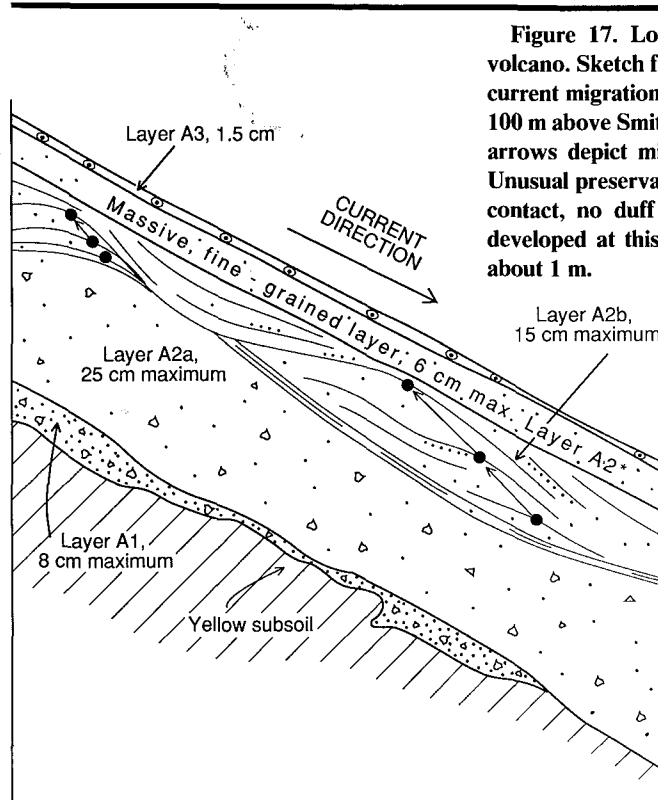 Figure 17. Lo
volcano. Sketch f
current migration
100 m above Smit
arrows depict mi
Unusual preserva
contact, no duff
developed at this
about 1 m.
Layer A3, 1.5 cm
CURRENT
DIRECTION
Massive, fine-grained layer, 6 cm max. Layer A2*
Layer A2b,
15 cm maximum
Layer A2a,
25 cm maximum
Layer A1,
8 cm maximum
Yellow subsoil